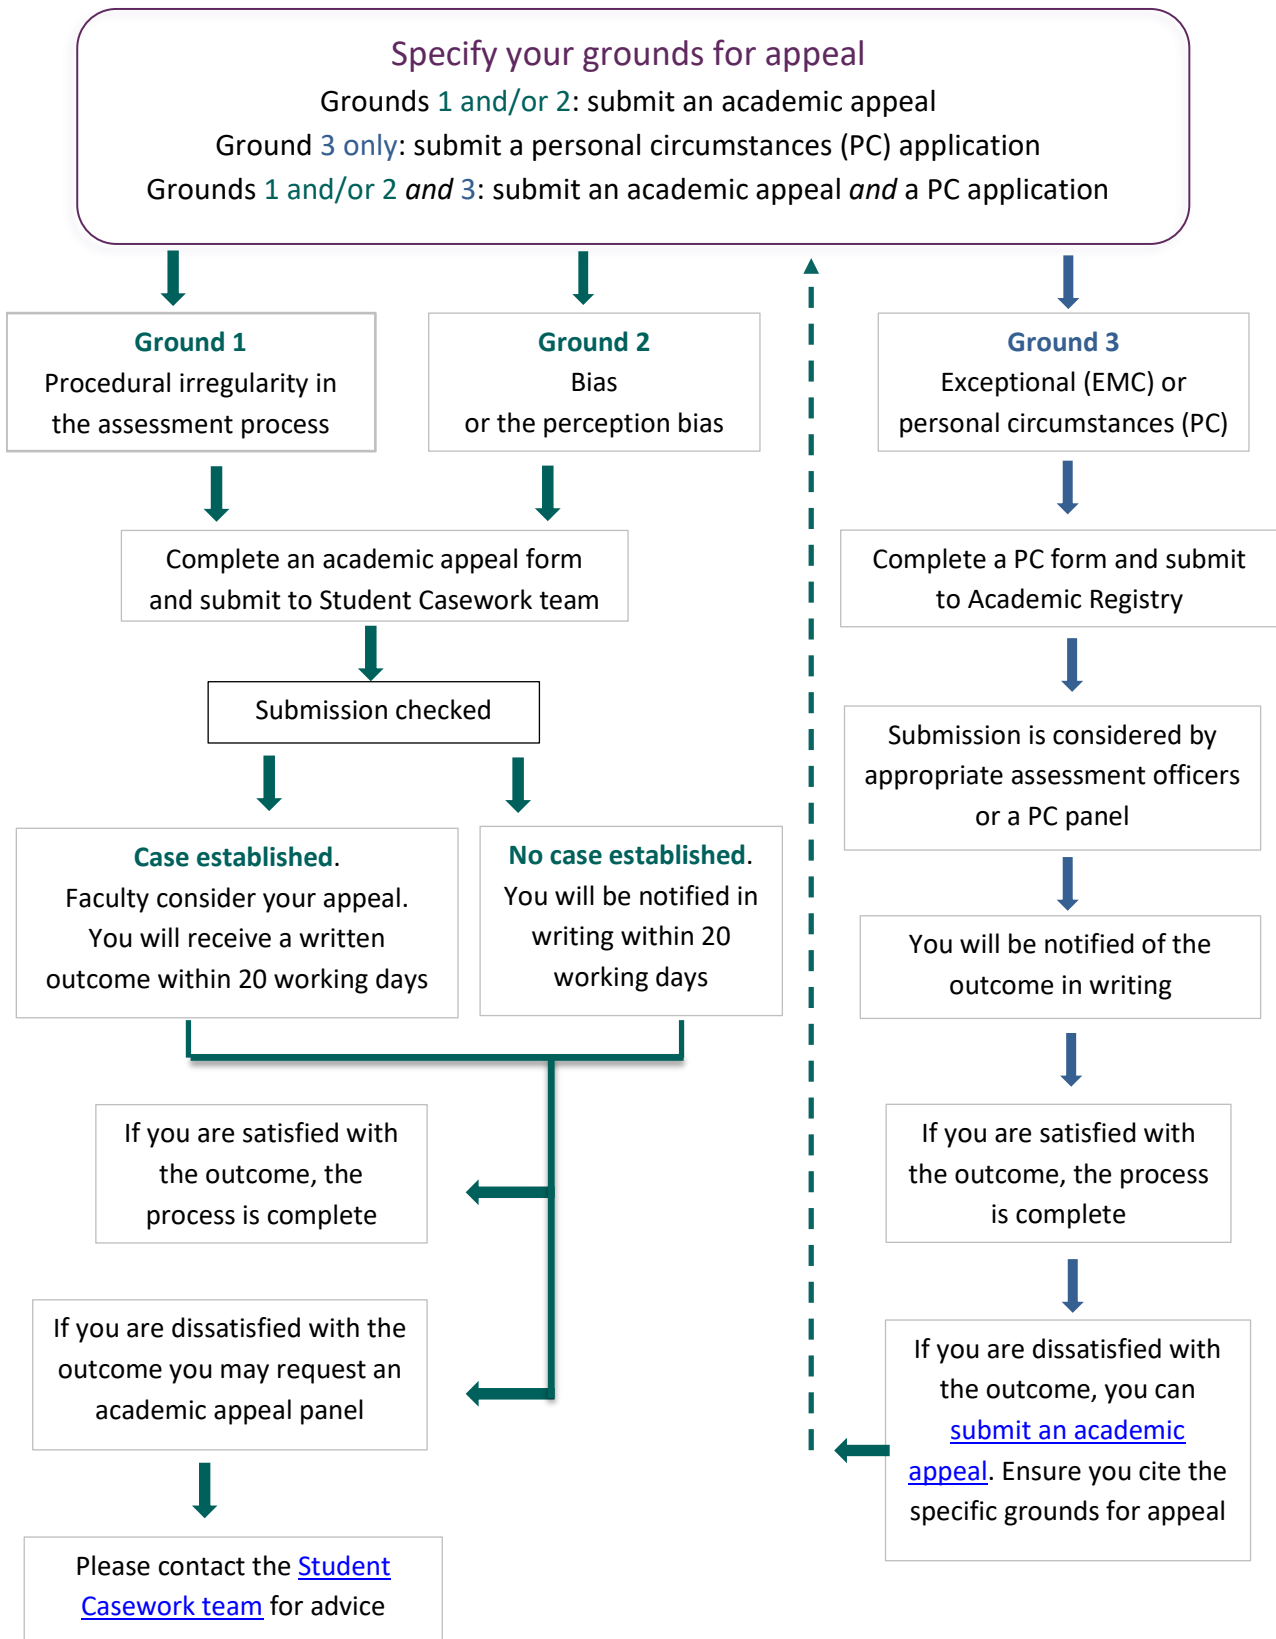 Specify your grounds for appeal
Grounds 1 and/or 2: submit an academic appeal
Ground 3 only: submit a personal circumstances (PC) application
Grounds 1 and/or 2 and 3: submit an academic appeal and a PC application
Ground 1
Procedural irregularity in
the assessment process
Ground 2
Bias
or the perception bias
Ground 3
Exceptional (EMC) or
personal circumstances (PC)
Complete an academic appeal form
and submit to Student Casework team
Complete a PC form and submit
to Academic Registry
Submission checked
Submission is considered by
appropriate assessment officers
or a PC panel
Case established.
Faculty consider your appeal.
You will receive a written
outcome within 20 working days
No case established.
You will be notified in
writing within 20
working days
You will be notified of the
outcome in writing
If you are satisfied with
the outcome, the
process is complete
If you are satisfied with
the outcome, the process
is complete
If you are dissatisfied with the
outcome you may request an
academic appeal panel
If you are dissatisfied with
the outcome, you can
submit an academic
appeal. Ensure you cite the
specific grounds for appeal
Please contact the Student
Casework team for advice